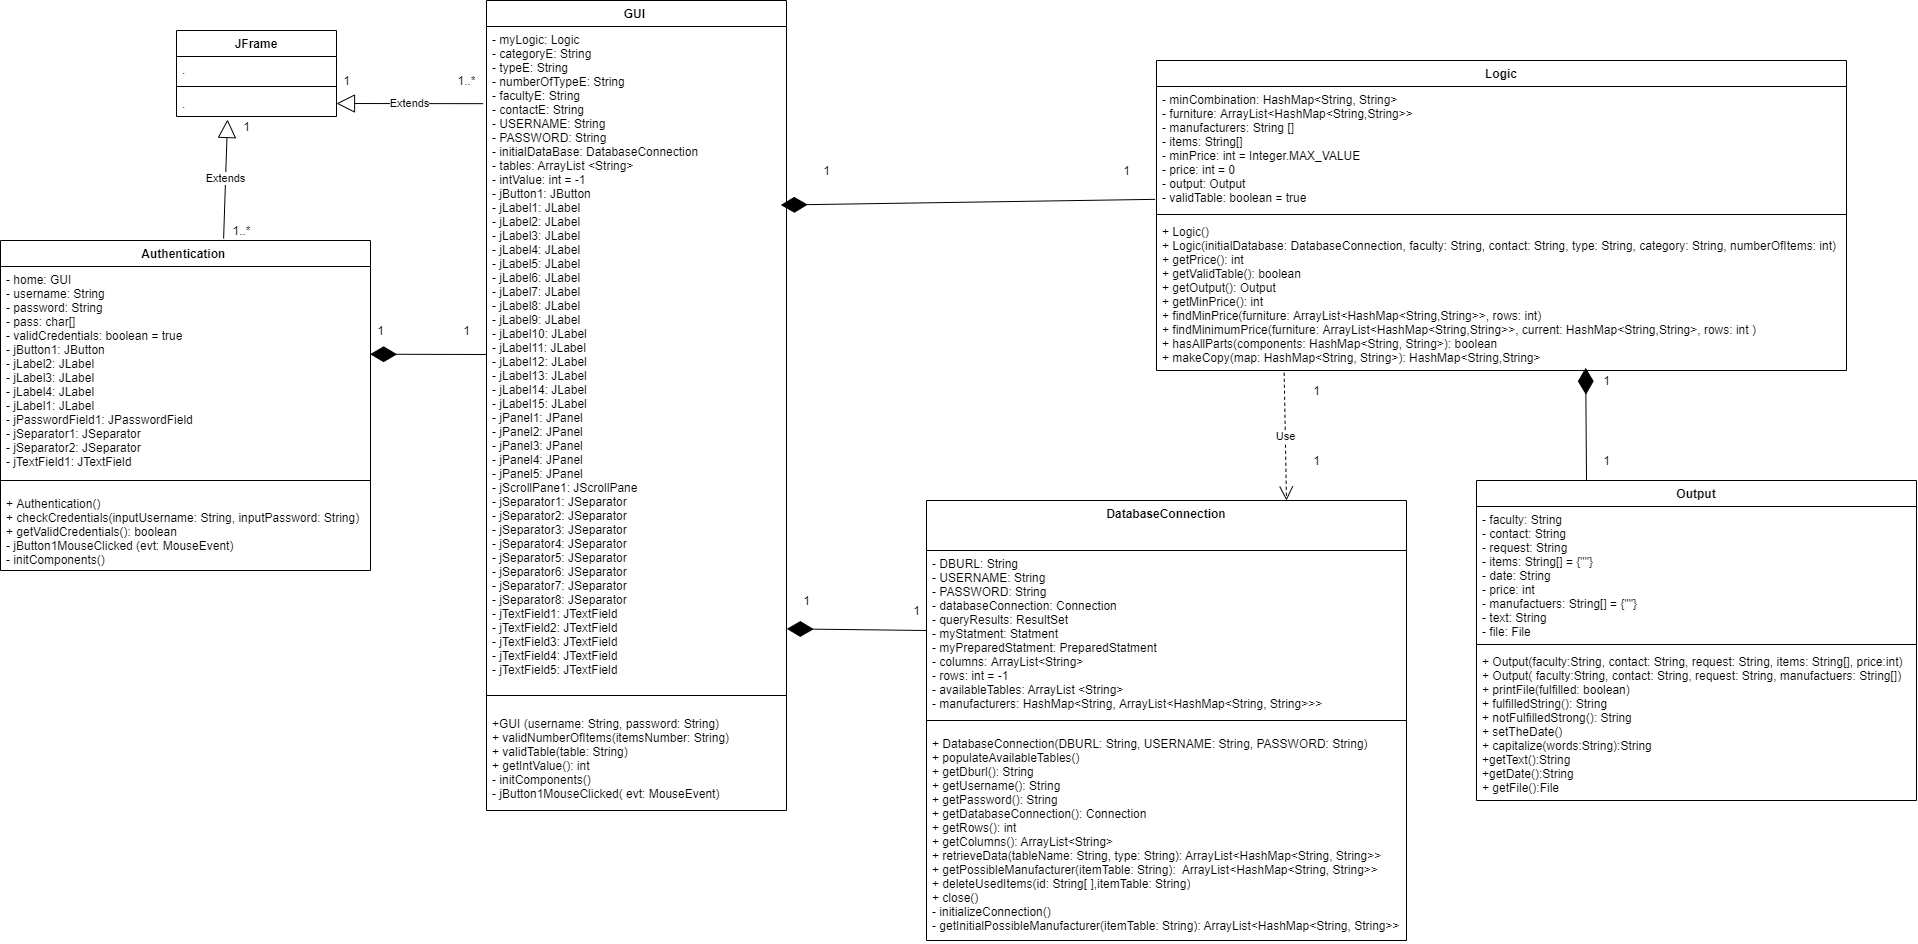 JFrame
.
.
1
1..*
Extends
1
Extends
1..*
Authentication
- home: GUI
- username: String
- password: String
- pass: char[]
- validCredentials: boolean = true
- jButton1: JButton
- jLabel2: JLabel
- jLabel3: JLabel
- jLabel4: JLabel
- jLabel1: JLabel
- jPasswordField1: JPasswordField
- jSeparator1: JSeparator
- jSeparator2: JSeparator
- jTextField1: JTextField
+ Authentication()
+ checkCredentials(inputUsername: String, inputPassword: String)
+ getValidCredentials(): boolean
- jButton1MouseClicked (evt: MouseEvent)
- initComponents()
1
1
GUI
- myLogic: Logic
- categoryE: String
- typeE: String
- numberOfTypeE: String
- facultyE: String
- contactE: String
- USERNAME: String
- PASSWORD: String
- initialDataBase: DatabaseConnection
- tables: ArrayList <String>
- intValue: int = -1
- jButton1: JButton
- jLabel1: JLabel
- jLabel2: JLabel
- jLabel3: JLabel
- jLabel4: JLabel
- jLabel5: JLabel
- jLabel6: JLabel
- jLabel7: JLabel
- jLabel8: JLabel
- jLabel9: JLabel
- jLabel10: JLabel
- jLabel11: JLabel
- jLabel12: JLabel
- jLabel13: JLabel
- jLabel14: JLabel
- jLabel15: JLabel
- jPanel1: JPanel
- jPanel2: JPanel
- jPanel3: JPanel
- jPanel4: JPanel
- jPanel5: JPanel
- jScrollPane1: JScrollPane
- jSeparator1: JSeparator
- jSeparator2: JSeparator
- jSeparator3: JSeparator
- jSeparator4: JSeparator
- jSeparator5: JSeparator
- jSeparator6: JSeparator
- jSeparator7: JSeparator
- jSeparator8: JSeparator
- jTextField1: JTextField
- jTextField2: JTextField
- jTextField3: JTextField
- jTextField4: JTextField
- jTextField5: JTextField
+GUI (username: String, password: String)
+ validNumberOfItems(itemsNumber: String)
+ validTable(table: String)
+ getIntValue(): int
- initComponents()
- jButton1MouseClicked( evt: MouseEvent)
1
1
1
1
Logic
- minCombination: HashMap<String, String>
- furniture: ArrayList<HashMap<String,String>>
- manufacturers: String []
- items: String[]
- minPrice: int = Integer.MAX_VALUE
- price: int = 0
- output: Output
- validTable: boolean = true
+ Logic()
+ Logic(initialDatabase: DatabaseConnection, faculty: String, contact: String, type: String, category: String, numberOfItems: int)
+ getPrice(): int
+ getValidTable(): boolean
+ getOutput(): Output
+ getMinPrice(): int
+ findMinPrice(furniture: ArrayList<HashMap<String,String>>, rows: int)
+ findMinimumPrice(furniture: ArrayList<HashMap<String,String>>, current: HashMap<String,String>, rows: int )
+ hasAllParts(components: HashMap<String, String>): boolean
+ makeCopy(map: HashMap<String, String>): HashMap<String,String>
1
Use
1
1
1
DatabaseConnection
- DBURL: String
- USERNAME: String
- PASSWORD: String
- databaseConnection: Connection
- queryResults: ResultSet
- myStatment: Statment
- myPreparedStatment: PreparedStatment
- columns: ArrayList<String>
- rows: int = -1
- availableTables: ArrayList <String>
- manufacturers: HashMap<String, ArrayList<HashMap<String, String>>>
+ DatabaseConnection(DBURL: String, USERNAME: String, PASSWORD: String)
+ populateAvailableTables()
+ getDburl(): String
+ getUsername(): String
+ getPassword(): String
+ getDatabaseConnection(): Connection
+ getRows(): int
+ getColumns(): ArrayList<String>
+ retrieveData(tableName: String, type: String): ArrayList<HashMap<String, String>>
+ getPossibleManufacturer(itemTable: String): ArrayList<HashMap<String, String>>
+ deleteUsedItems(id: String[ ],itemTable: String)
+ close()
- initializeConnection()
- getInitialPossibleManufacturer(itemTable: String): ArrayList<HashMap<String, String>>
Output
- faculty: String
- contact: String
- request: String
- items: String[] = {""}
- date: String
- price: int
- manufactuers: String[] = {""}
- text: String
- file: File
+ Output(faculty:String, contact: String, request: String, items: String[], price:int)
+ Output( faculty:String, contact: String, request: String, manufactuers: String[])
+ printFile(fulfilled: boolean)
+ fulfilledString(): String
+ notFulfilledStrong(): String
+ setTheDate()
+ capitalize(words:String):String
+getText():String
+getDate():String
+ getFile():File